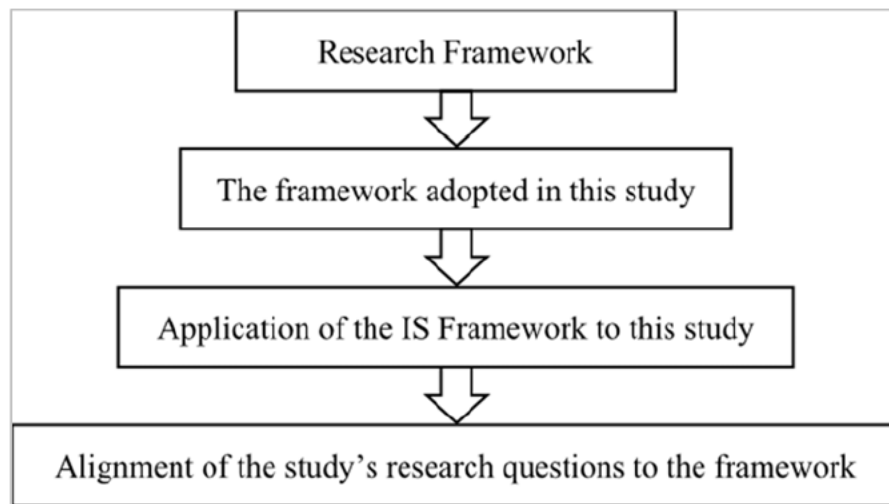 Research Framework
The framework adopted in this study
Application of the IS Framework to this study
Alignment of the study’s research questions to the framework